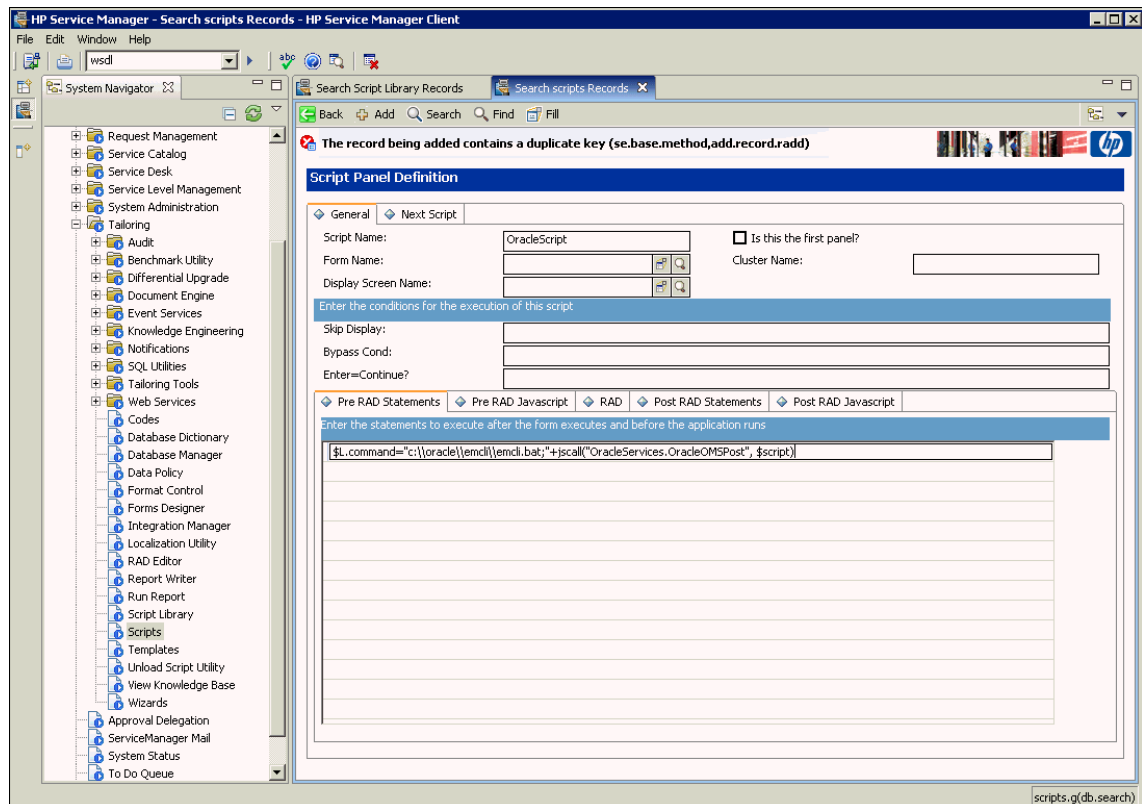 HP Service Manager - Search scripts Records - HP Service Manager Client
File Edit Window Help
wsdl
abc
System Navigator
Search Script Library Records
Search scripts Records
Back Add Search Find Fill
The record being added contains a duplicate key (se.base.method,add.record.radd)
hp
Script Panel Definition
General Next Script
Script Name: OracleScript Is this the first panel?
Form Name: Cluster Name:
Display Screen Name:
Enter the conditions for the execution of this script
Skip Display:
Bypass Cond:
Enter=Continue?
Pre RAD Statements Pre RAD Javascript RAD Post RAD Statements Post RAD Javascript
Enter the statements to execute after the form executes and before the application runs
$L.command="c:\\oracle\\emcli\\emcli.bat;"+jscall("OracleServices.OracleOMSPost", $script)
Request Management
Service Catalog
Service Desk
Service Level Management
System Administration
Tailoring
Audit
Benchmark Utility
Differential Upgrade
Document Engine
Event Services
Knowledge Engineering
Notifications
SQL Utilities
Tailoring Tools
Web Services
Codes
Database Dictionary
Database Manager
Data Policy
Format Control
Forms Designer
Integration Manager
Localization Utility
RAD Editor
Report Writer
Run Report
Script Library
Scripts
Templates
Unload Script Utility
View Knowledge Base
Wizards
Approval Delegation
ServiceManager Mail
System Status
To Do Queue
scripts.g(db.search)